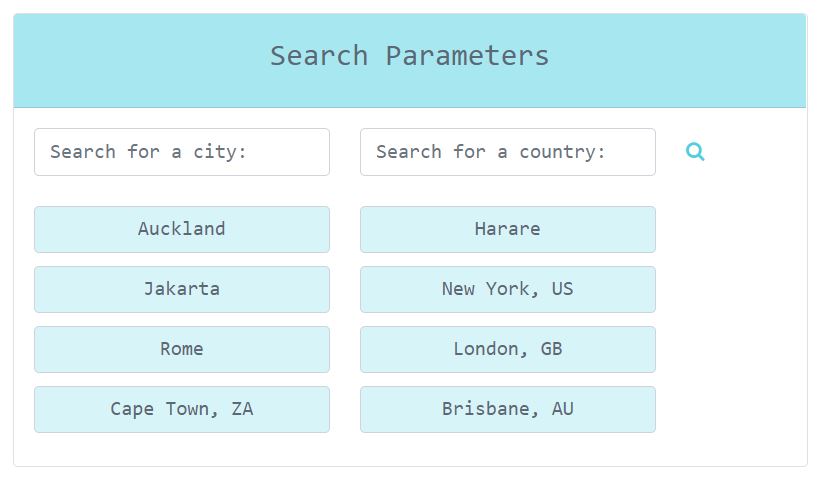 Search Parameters
Search for a city:
Search for a country:
Auckland
Harare
Jakarta
New York, US
Rome
London, GB
Cape Town, ZA
Brisbane, AU